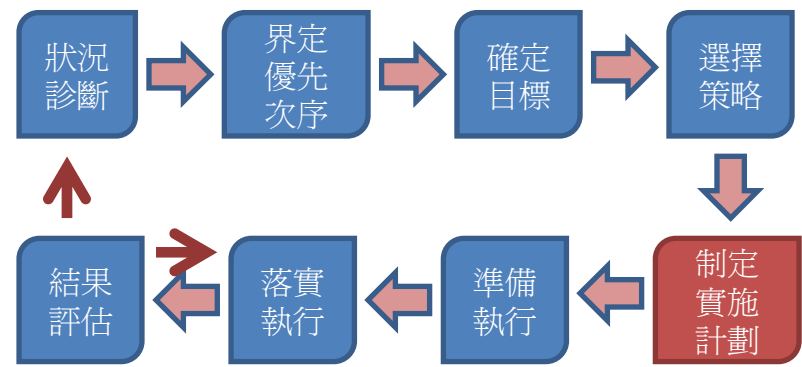 狀況
診斷
界定
優先
次序
確定
目標
選擇
策略
制定
實施
計劃
準備
執行
落實
執行
結果
評估